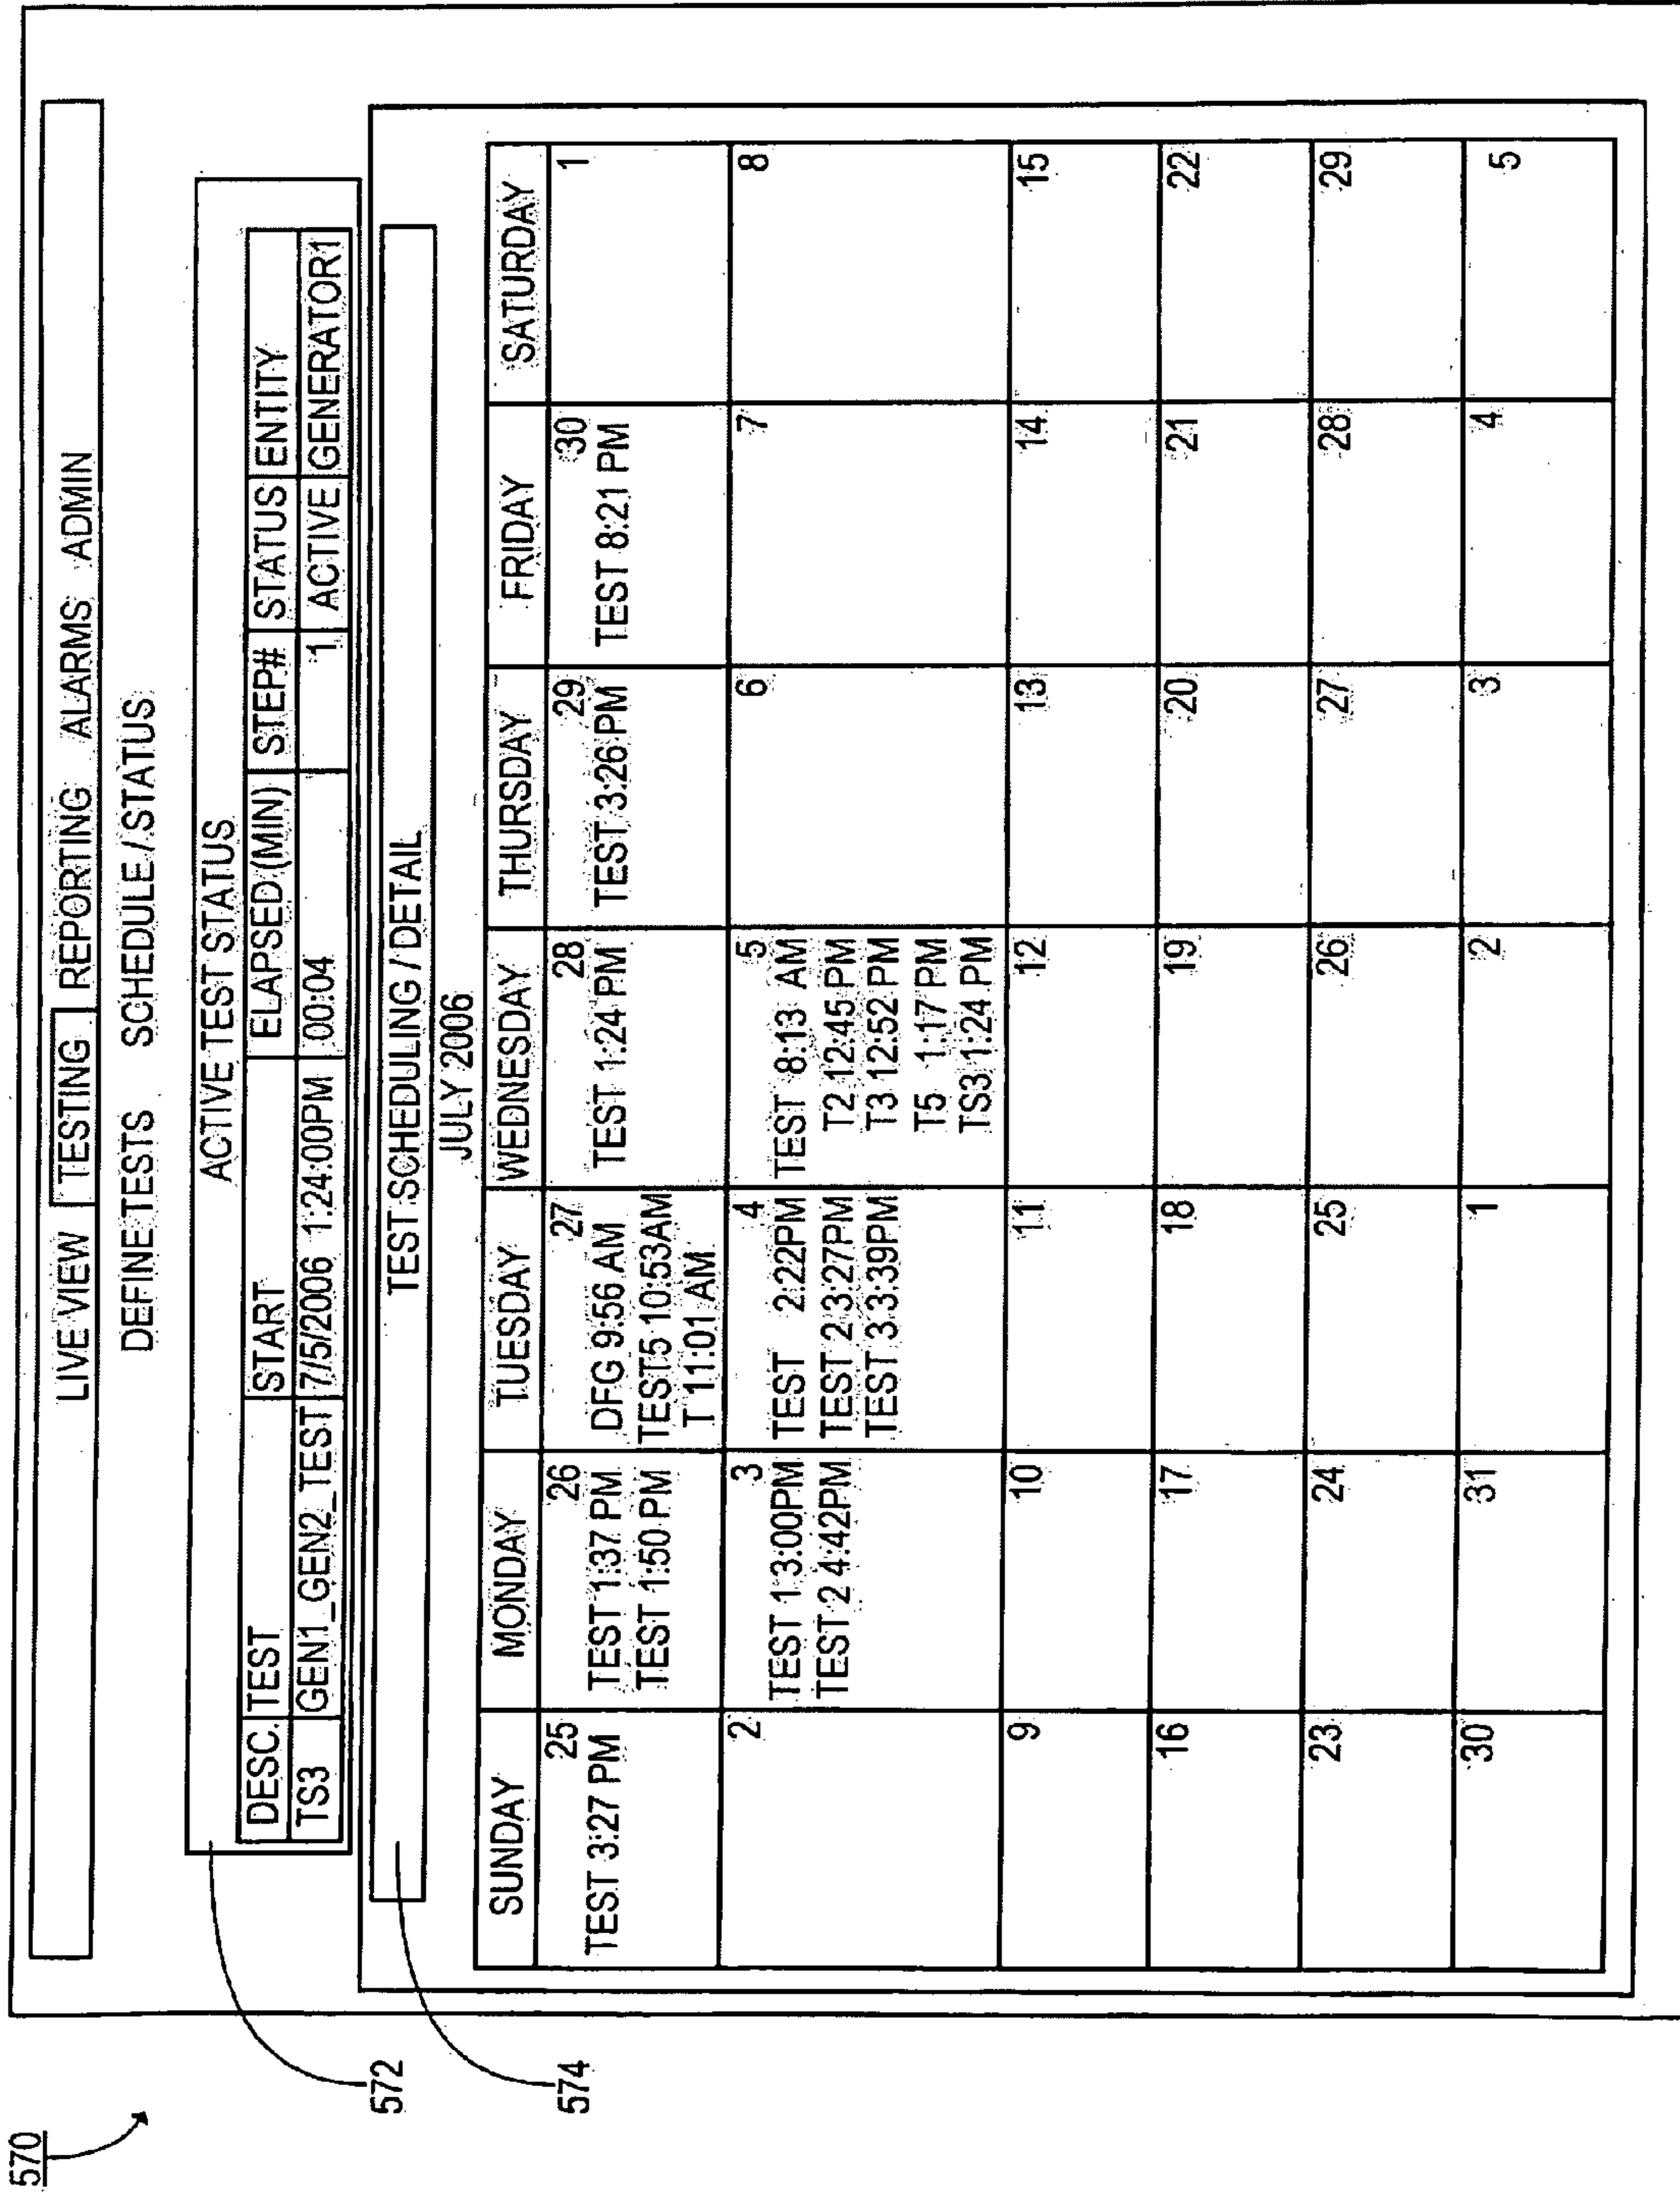 570
LIVE VIEW TESTING REPORTING ALARMS ADMIN
DEFINE TESTS SCHEDULE/STATUS
572
ACTIVE TEST STATUS
DESC. TEST START ELAPSED (MIN) STEP# STATUS ENTITY
TS3 GEN1_GEN2_TEST 7/5/2006 1:24:00PM 00:04 1 ACTIVE GENERATOR1
574
TEST SCHEDULING / DETAIL
JULY 2006
SUNDAY MONDAY TUESDAY WEDNESDAY THURSDAY FRIDAY SATURDAY
25 26 27 28 29 30 1
TEST 3:27 PM TEST 1:37 PM DFG 9:56 AM TEST 1:24 PM TEST 3:26 PM TEST 8:21 PM
TEST 1:50 PM TEST5 10:53AM
T 11:01 AM
2 3 4 5 6 7 8
TEST 1 3:00PM TEST 2:22PM TEST 8:13 AM
TEST 2 4:42PM TEST 2 3:27PM T2 12:45 PM
TEST 3 3:39PM T3 12:52 PM
T5 1:17 PM
TS3 1:24 PM
9 10 11 12 13 14 15
16 17 18 19 20 21 22
23 24 25 26 27 28 29
30 31 1 2 3 4 5